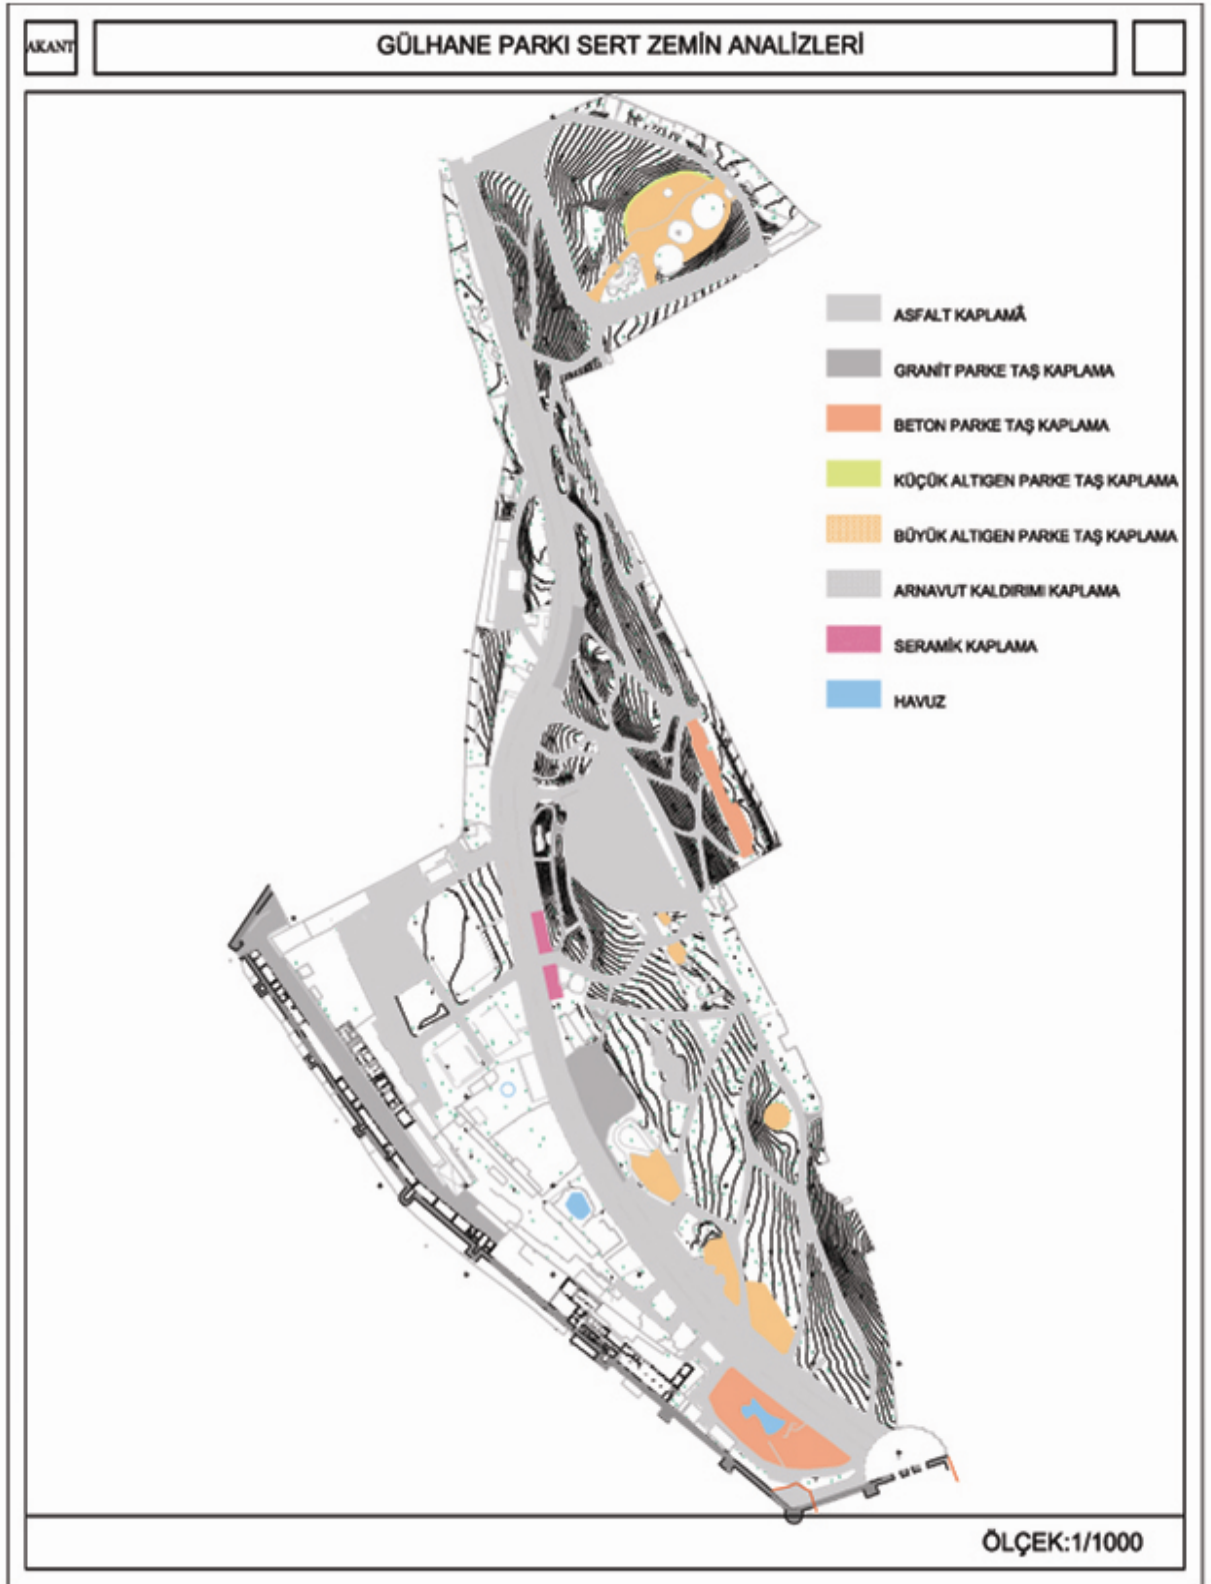 AKANT
GÜLHANE PARKI SERT ZEMİN ANALİZLERİ
ASFALT KAPLAMÂ
GRANİT PARKE TAŞ KAPLAMA
BETON PARKE TAŞ KAPLAMA
KÜÇÜK ALTIGEN PARKE TAŞ KAPLAMA
BÜYÜK ALTIGEN PARKE TAŞ KAPLAMA
ARNAVUT KALDIRIMI KAPLAMA
SERAMİK KAPLAMA
HAVUZ
ÖLÇEK:1/1000